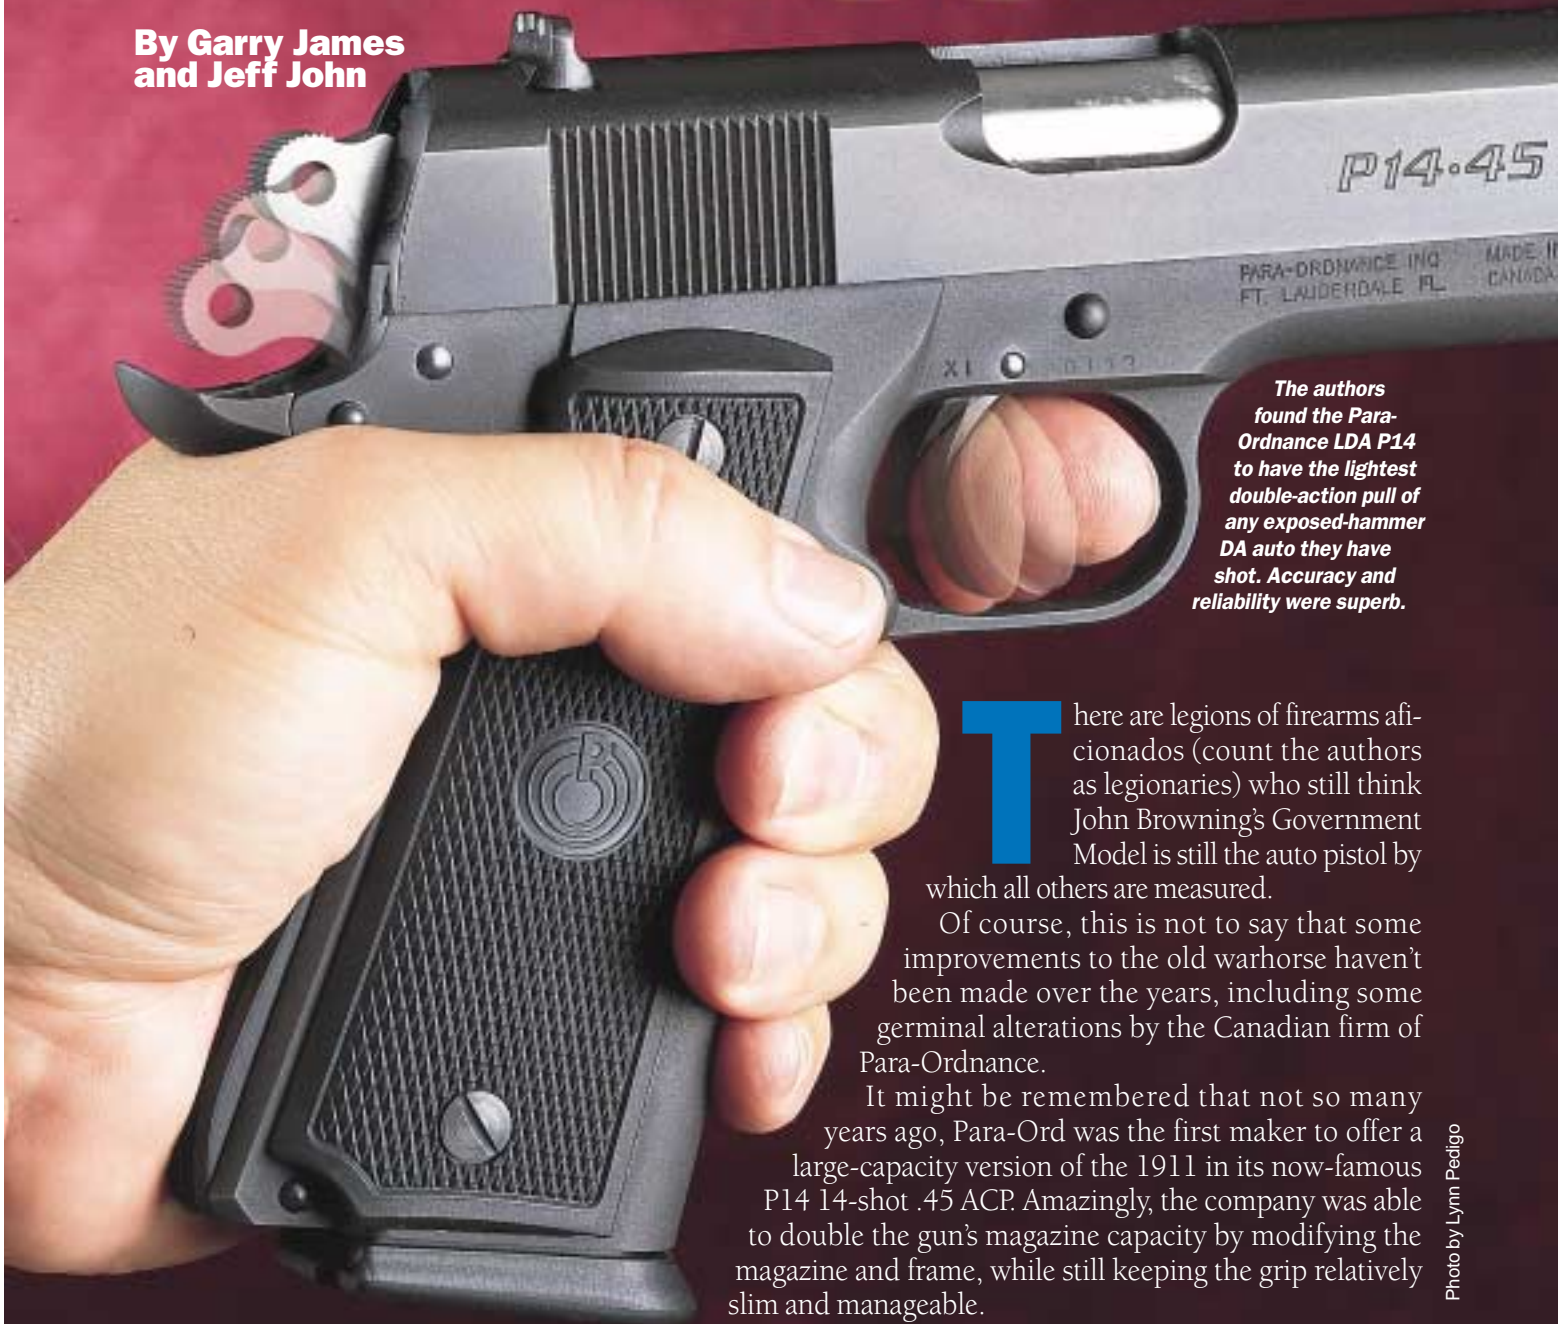 By Garry James
and Jeff John
P14·45
PARA-ORDNANCE INC
FT. LAUDERDALE FL
MADE I
CANADA
X1
The authors
found the Para-
Ordnance LDA P14
to have the lightest
double-action pull of
any exposed-hammer
DA auto they have
shot. Accuracy and
reliability were superb.
There are legions of firearms afi-
cionados (count the authors
as legionaries) who still think
John Browning's Government
Model is still the auto pistol by
which all others are measured.
Of course, this is not to say that some
improvements to the old warhorse haven't
been made over the years, including some
germinal alterations by the Canadian firm of
Para-Ordnance.
It might be remembered that not so many
years ago, Para-Ord was the first maker to offer a
large-capacity version of the 1911 in its now-famous
P14 14-shot .45 ACP. Amazingly, the company was able
to double the gun's magazine capacity by modifying the
magazine and frame, while still keeping the grip relatively
slim and manageable.
Photo by Lynn Pedigo